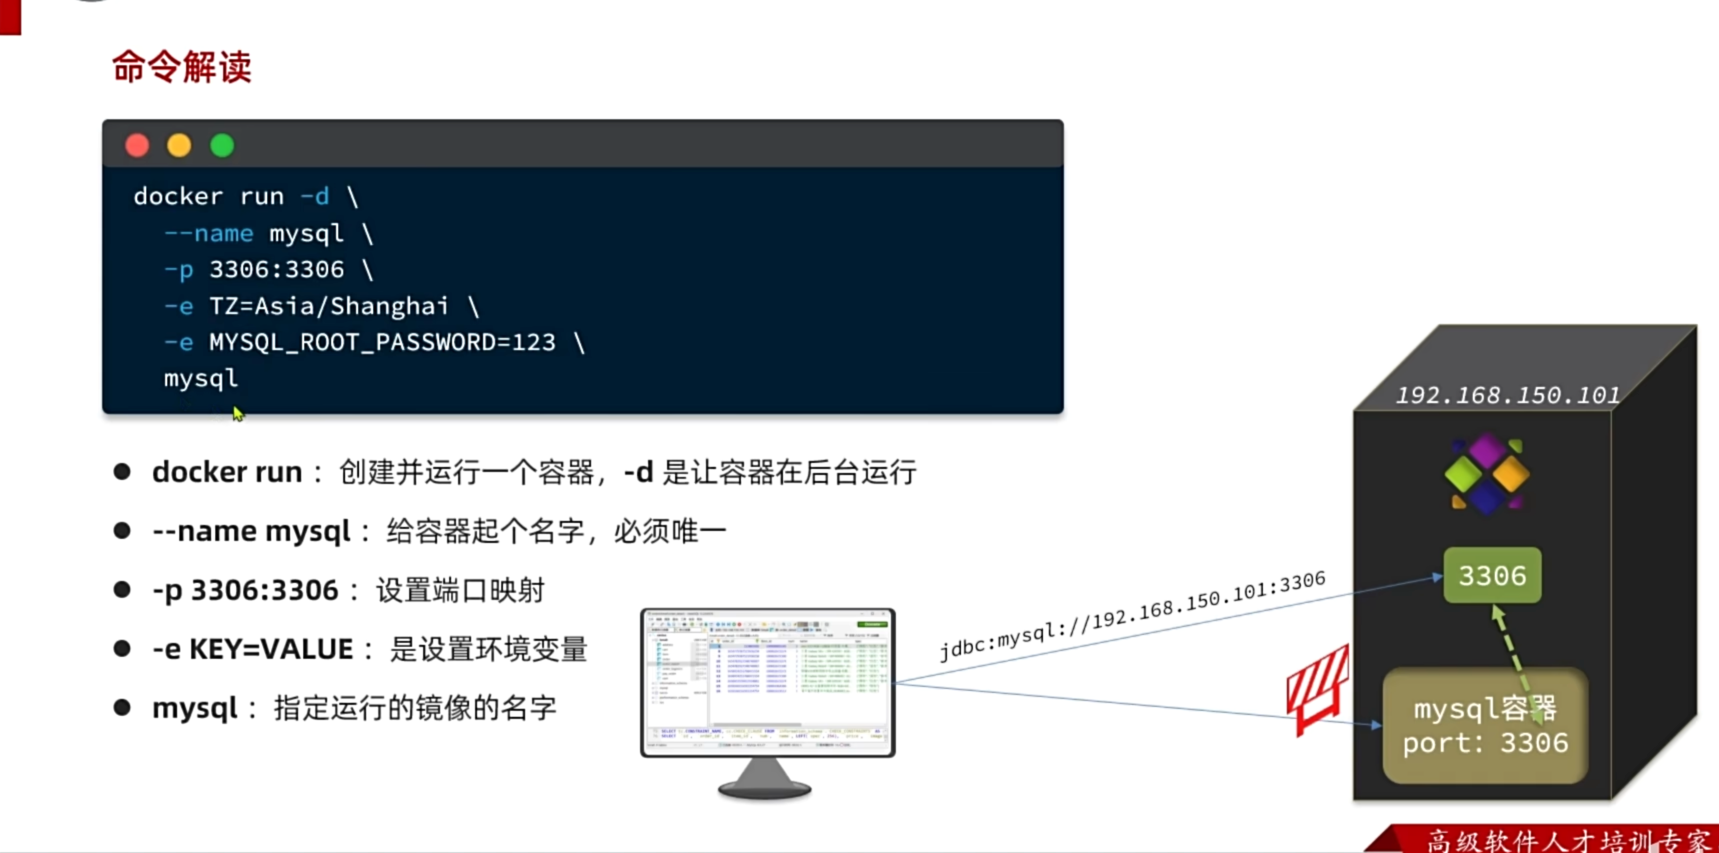 命令解读
docker run -d \
--name mysql \
-p 3306:3306 \
-e TZ=Asia/Shanghai \
-e MYSQL_ROOT_PASSWORD=123 \
mysql
● docker run： 创建并运行一个容器，-d 是让容器在后台运行
● --name mysql： 给容器起个名字，必须唯一
● -p 3306:3306： 设置端口映射
● -e KEY=VALUE： 是设置环境变量
● mysql： 指定运行的镜像的名字
jdbc:mysql://192.168.150.101:3306
192.168.150.101
3306
mysql容器
port: 3306
高级软件人才培训专家